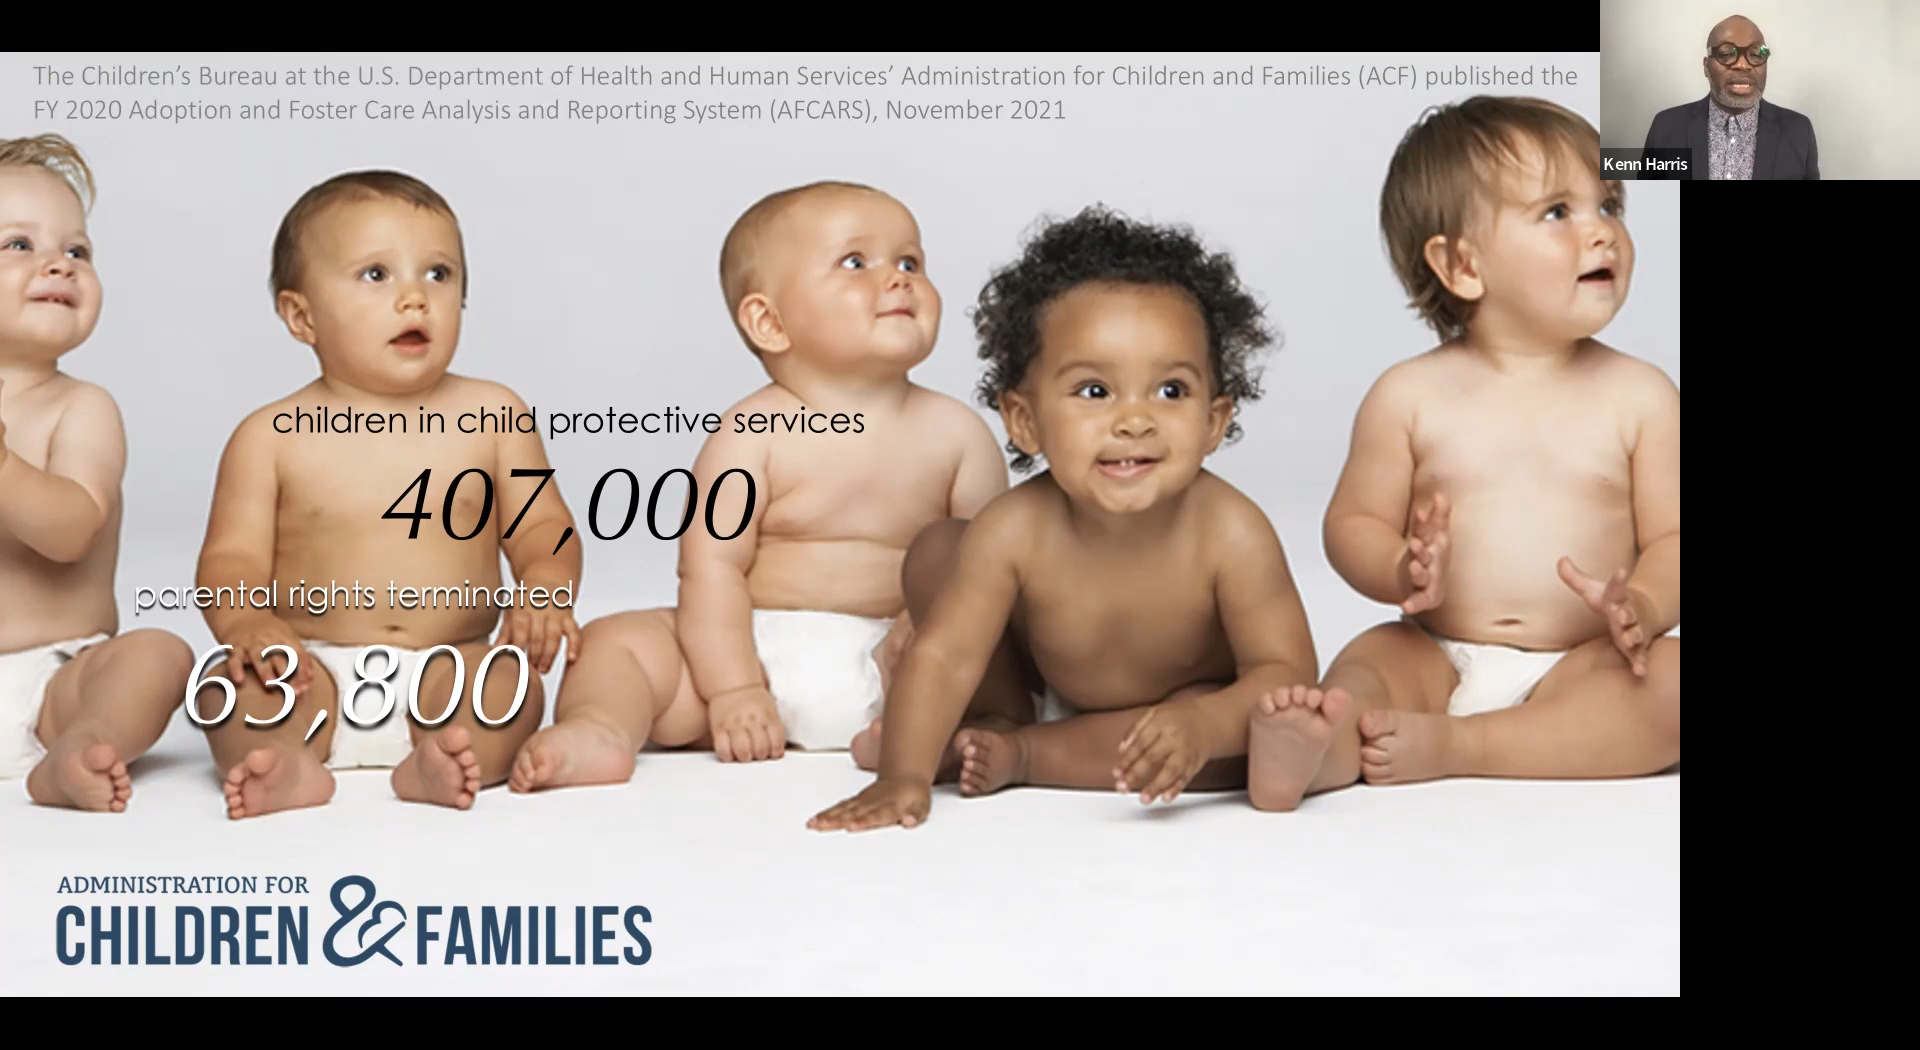 The Children’s Bureau at the U.S. Department of Health and Human Services’ Administration for Children and Families (ACF) published the
FY 2020 Adoption and Foster Care Analysis and Reporting System (AFCARS), November 2021
Kenn Harris
children in child protective services
407,000
parental rights terminated
63,800
ADMINISTRATION FOR
CHILDREN & FAMILIES